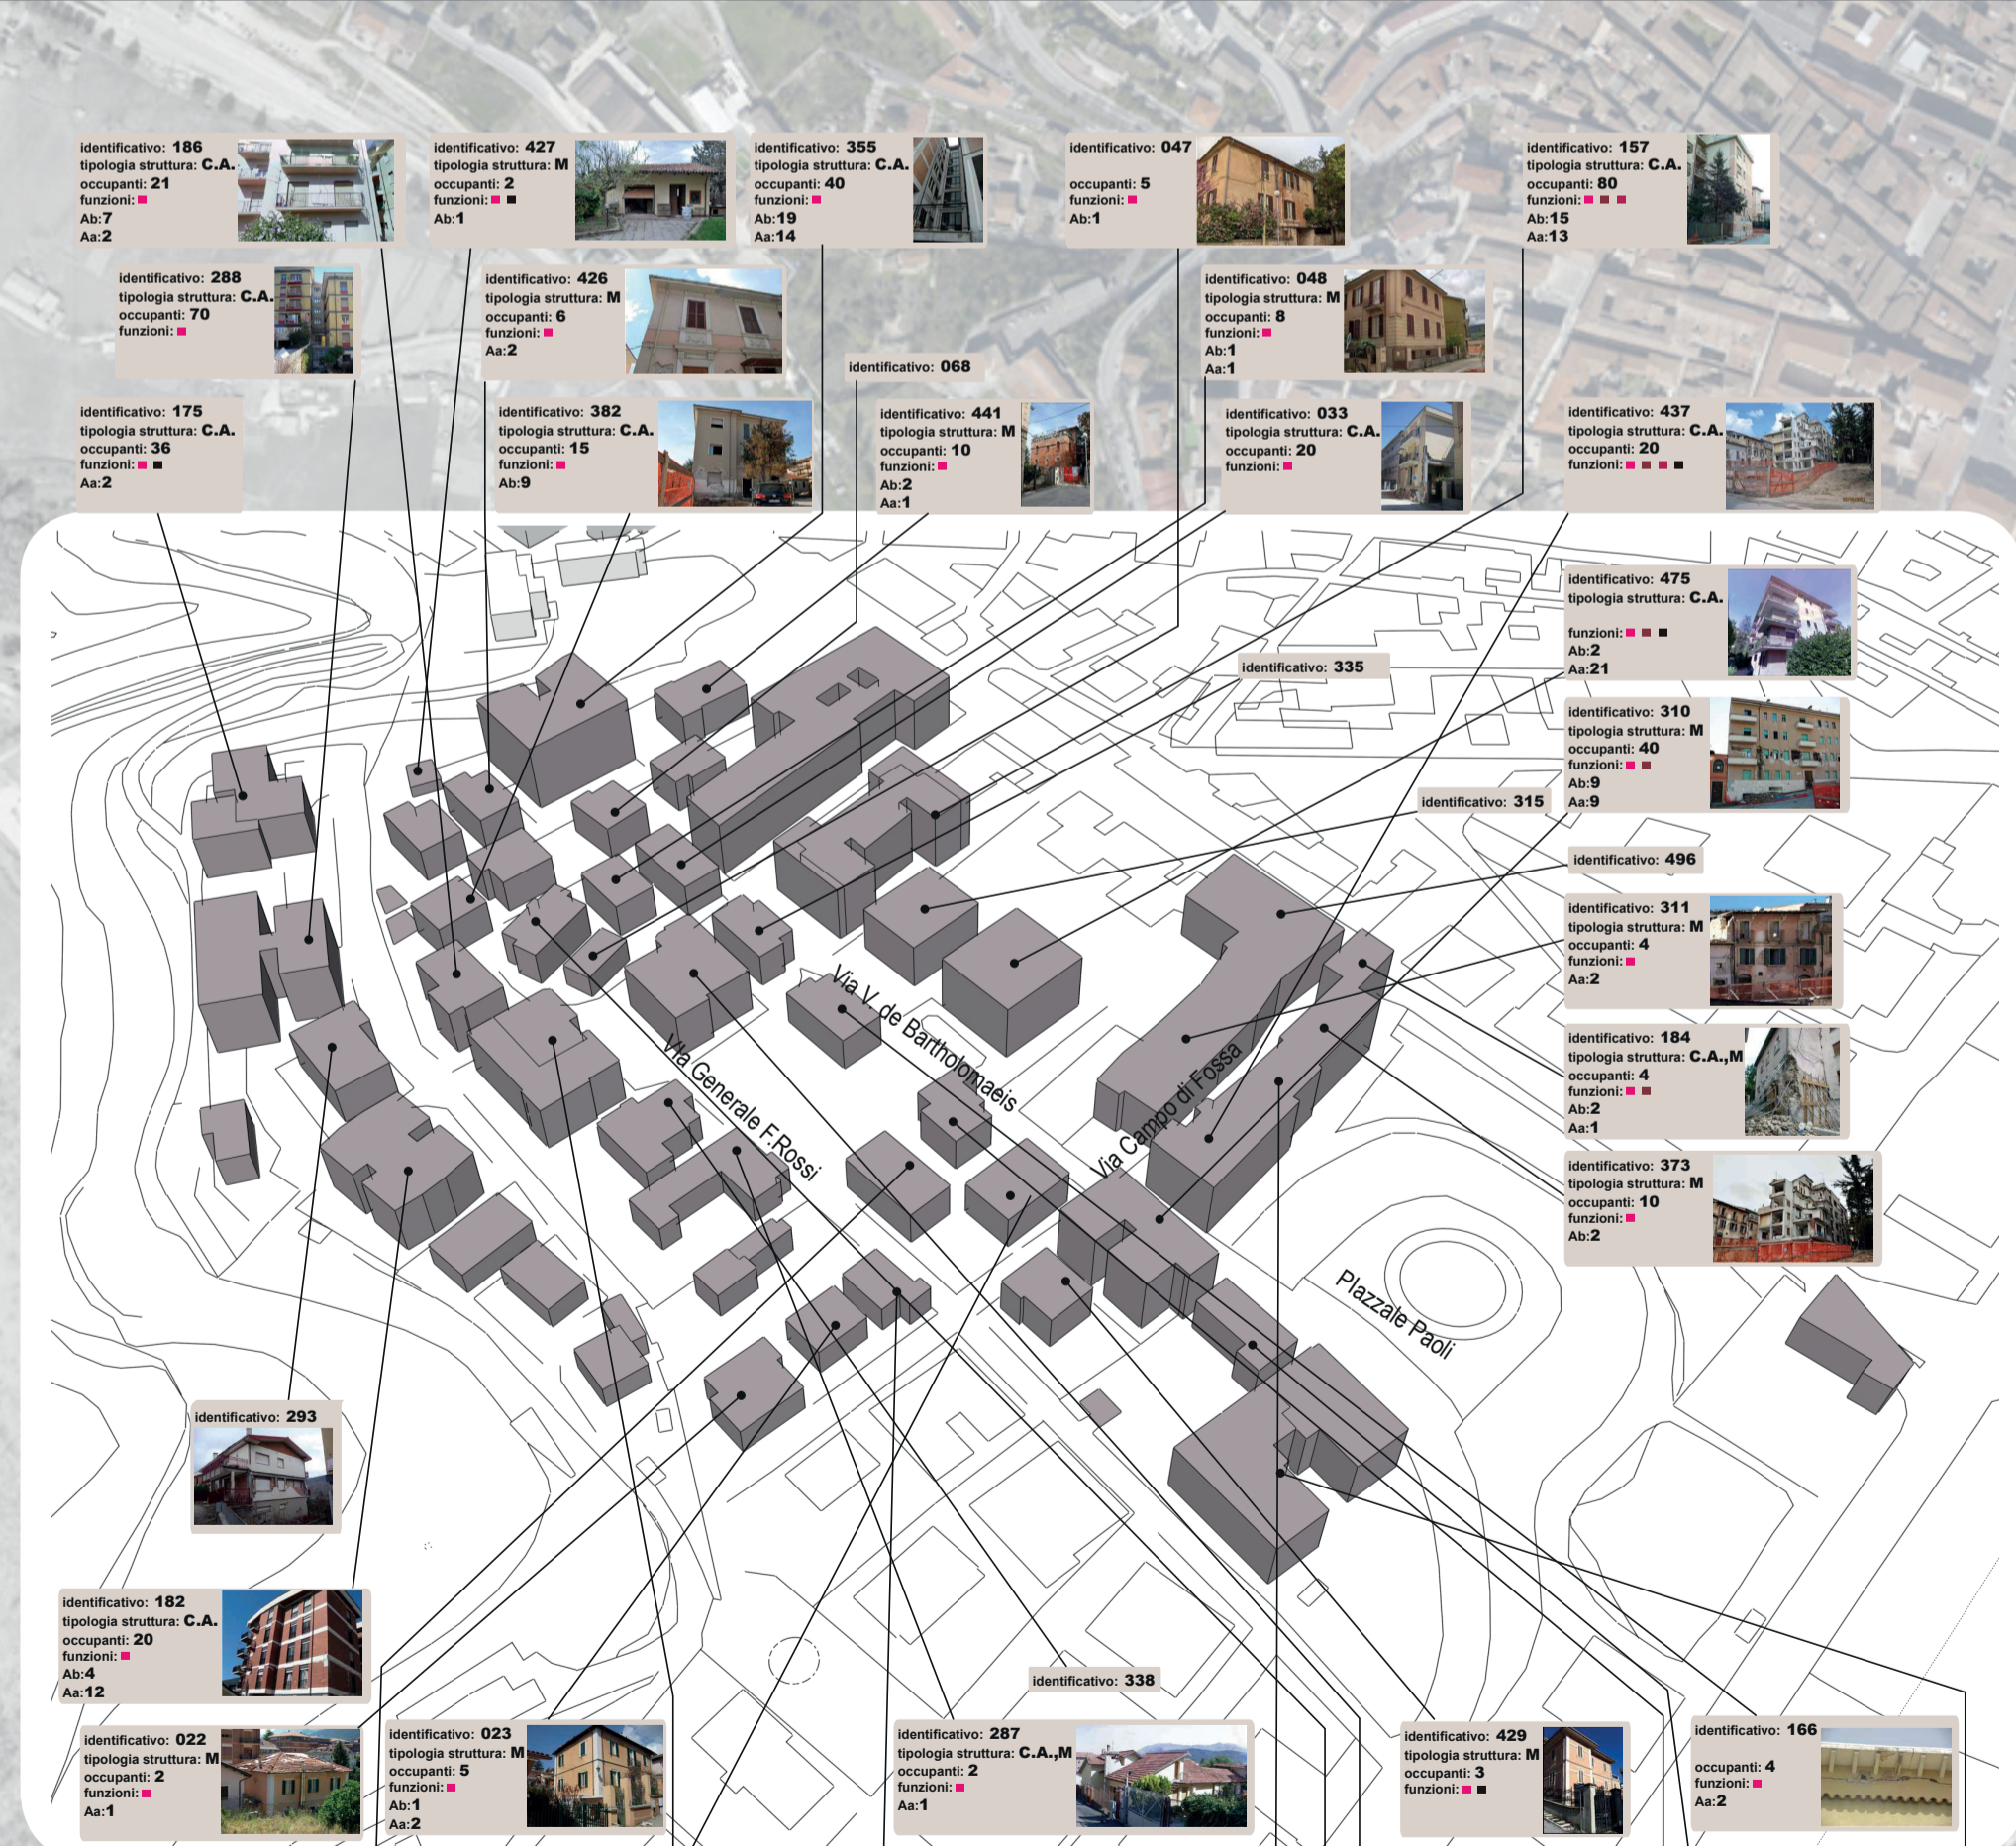 identificativo: 186
tipologia struttura: C.A.
occupanti: 21
funzioni:
Ab:7
Aa:2
identificativo: 427
tipologia struttura: M
occupanti: 2
funzioni:
Ab:1
identificativo: 355
tipologia struttura: C.A.
occupanti: 40
funzioni:
Ab:19
Aa:14
identificativo: 047
occupanti: 5
funzioni:
Ab:1
identificativo: 157
tipologia struttura: C.A.
occupanti: 80
funzioni:
Ab:15
Aa:13
identificativo: 288
tipologia struttura: C.A.
occupanti: 70
funzioni:
identificativo: 426
tipologia struttura: M
occupanti: 6
funzioni:
Aa:2
identificativo: 048
tipologia struttura: M
occupanti: 8
funzioni:
Ab:1
Aa:1
identificativo: 068
identificativo: 175
tipologia struttura: C.A.
occupanti: 36
funzioni:
Aa:2
identificativo: 382
tipologia struttura: C.A.
occupanti: 15
funzioni:
Ab:9
identificativo: 441
tipologia struttura: M
occupanti: 10
funzioni:
Ab:2
Aa:1
identificativo: 033
tipologia struttura: C.A.
occupanti: 20
funzioni:
identificativo: 437
tipologia struttura: C.A.
occupanti: 20
funzioni:
identificativo: 475
tipologia struttura: C.A.
funzioni:
Ab:2
Aa:21
identificativo: 335
identificativo: 310
tipologia struttura: M
occupanti: 40
funzioni:
Ab:9
Aa:9
identificativo: 315
identificativo: 496
identificativo: 311
tipologia struttura: M
occupanti: 4
funzioni:
Aa:2
identificativo: 184
tipologia struttura: C.A.,M
occupanti: 4
funzioni:
Ab:2
Aa:1
identificativo: 373
tipologia struttura: M
occupanti: 10
funzioni:
Ab:2
Via V. de Bartholomaeis
VIa Generale F.Rossi
Via Campo di Fossa
PIazzale Paoli
identificativo: 293
identificativo: 182
tipologia struttura: C.A.
occupanti: 20
funzioni:
Ab:4
Aa:12
identificativo: 338
identificativo: 022
tipologia struttura: M
occupanti: 2
funzioni:
Aa:1
identificativo: 023
tipologia struttura: M
occupanti: 5
funzioni:
Ab:1
Aa:2
identificativo: 287
tipologia struttura: C.A.,M
occupanti: 2
funzioni:
Aa:1
identificativo: 429
tipologia struttura: M
occupanti: 3
funzioni:
identificativo: 166
occupanti: 4
funzioni:
Aa:2